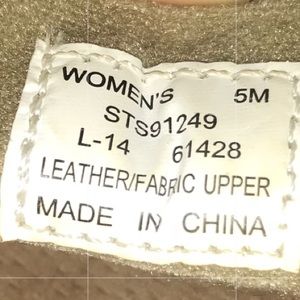 WOMEN'S 5M
STS91249
L-14 61428
LEATHER/FABRIC UPPER
MADE IN CHINA